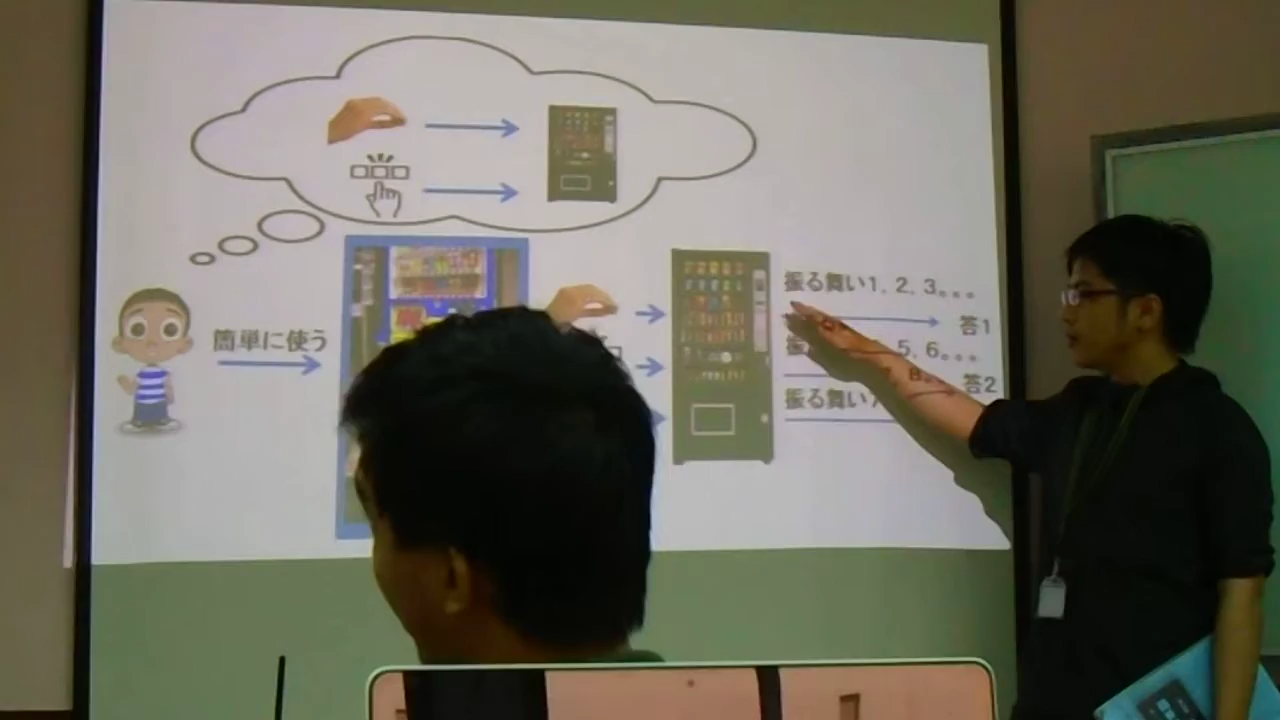 簡単に使う
振る舞い1, 2, 3。。。
答1
5, 6。。。
答2
振る舞い